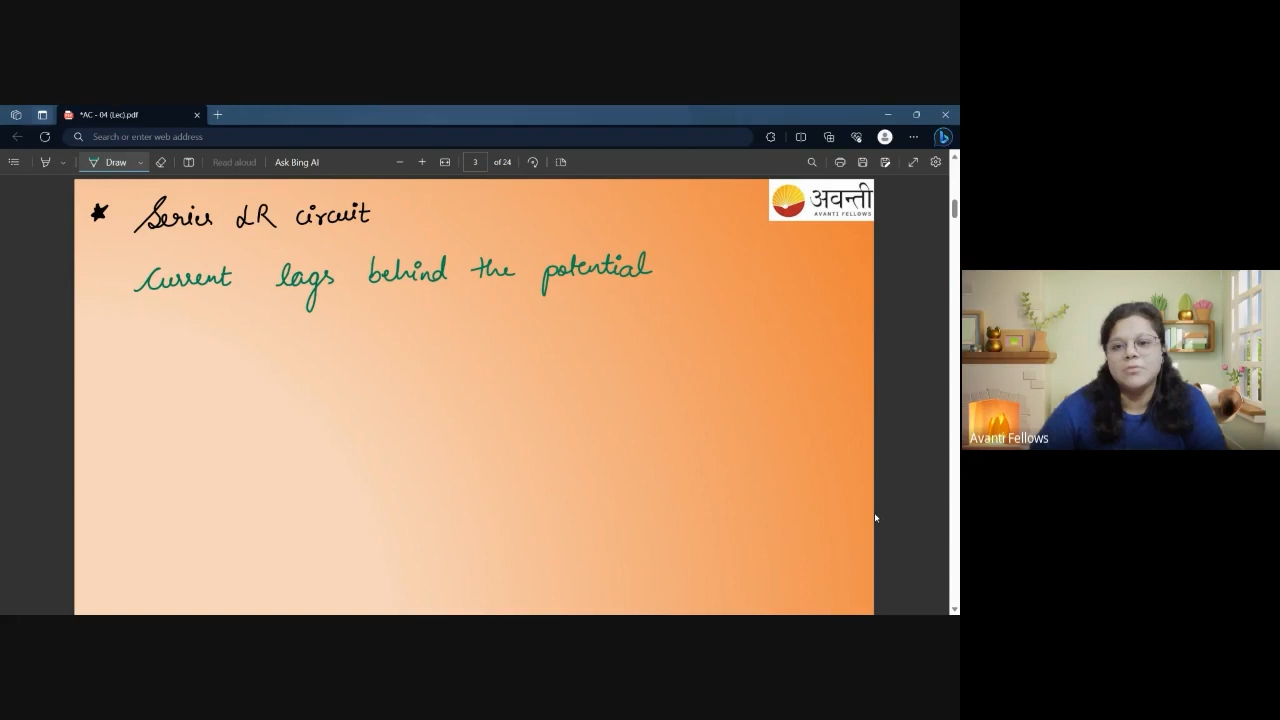 *AC - 04 (Lec).pdf
Search or enter web address
Draw
Read aloud
Ask Bing AI
3 of 24
★ Series LR circuit
अवन्ती
AVANTI FELLOWS
Current lags behind the potential
Avanti Fellows